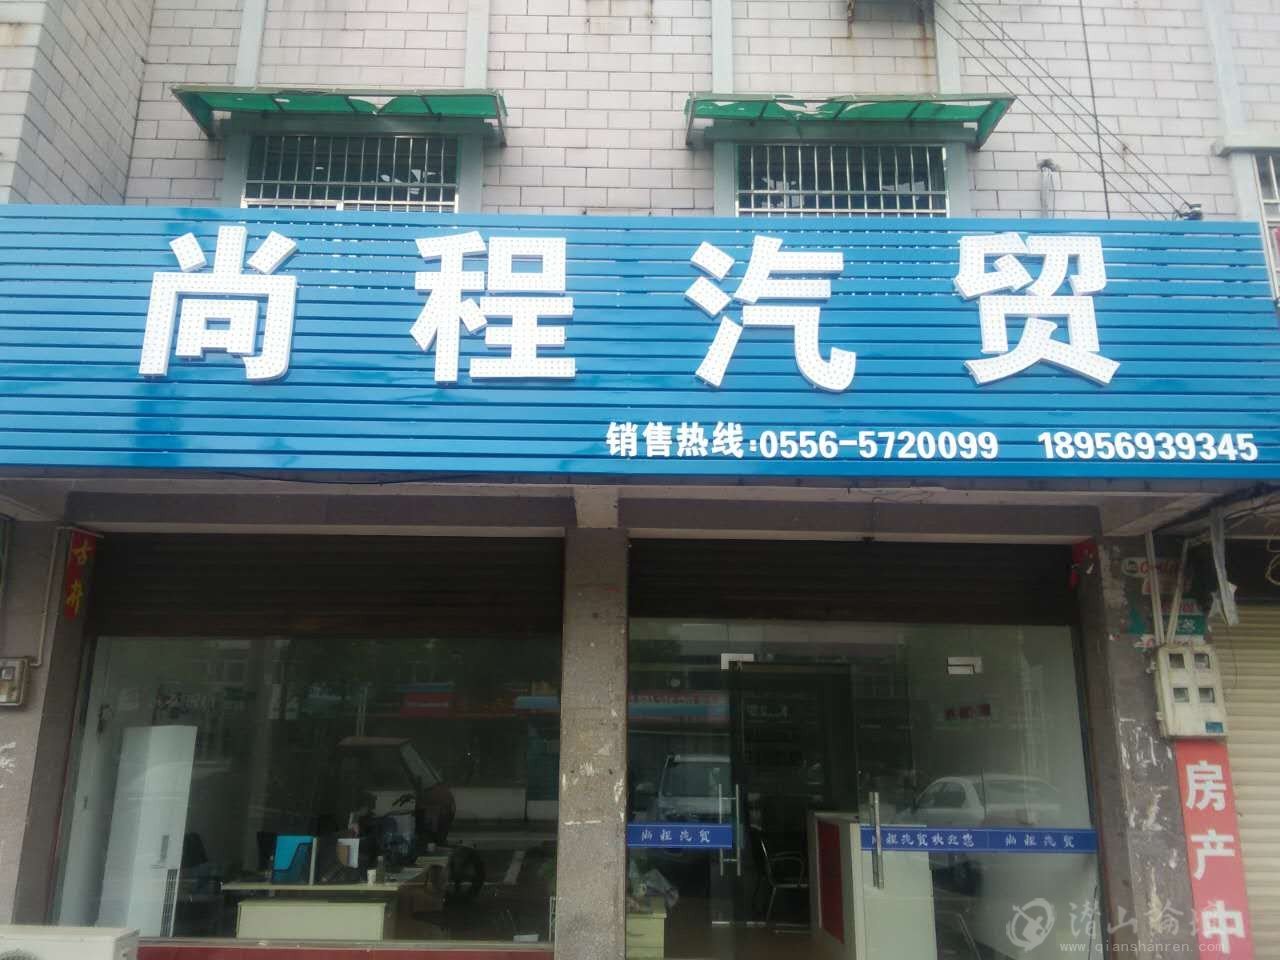 尚程汽贸
销售热线:0556-5720099 18956939345
尚程汽贸
尚程汽贸欢迎您 尚程汽贸
房产中
潜山论坛
www.qianshanren.com